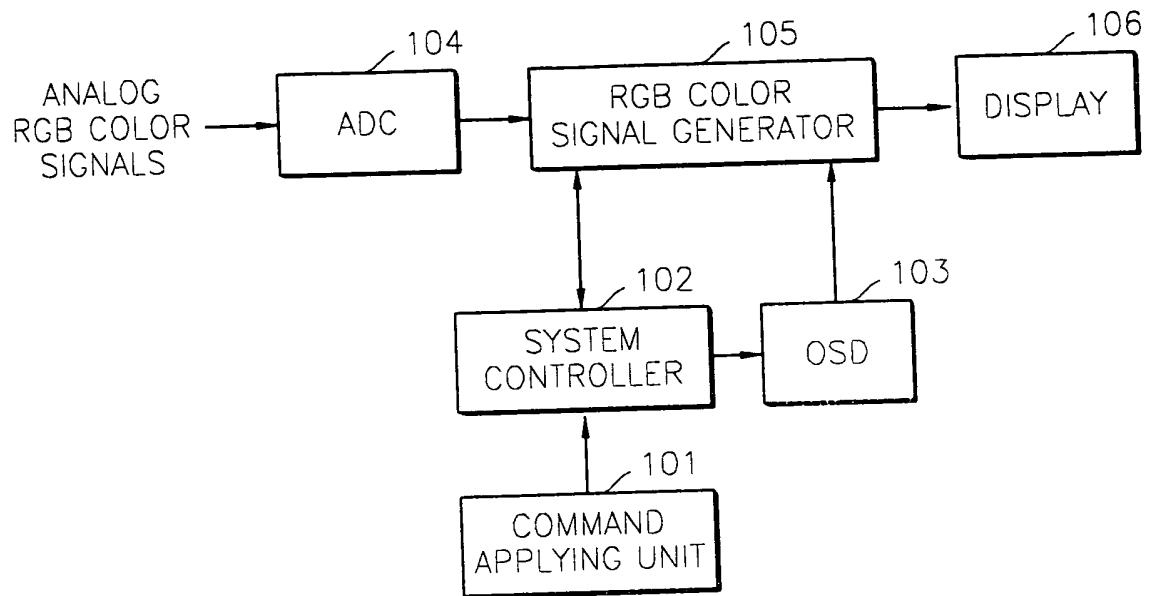 104
105
106
ANALOG
RGB COLOR
SIGNALS
ADC
RGB COLOR
SIGNAL GENERATOR
DISPLAY
102
103
SYSTEM
CONTROLLER
OSD
101
COMMAND
APPLYING UNIT